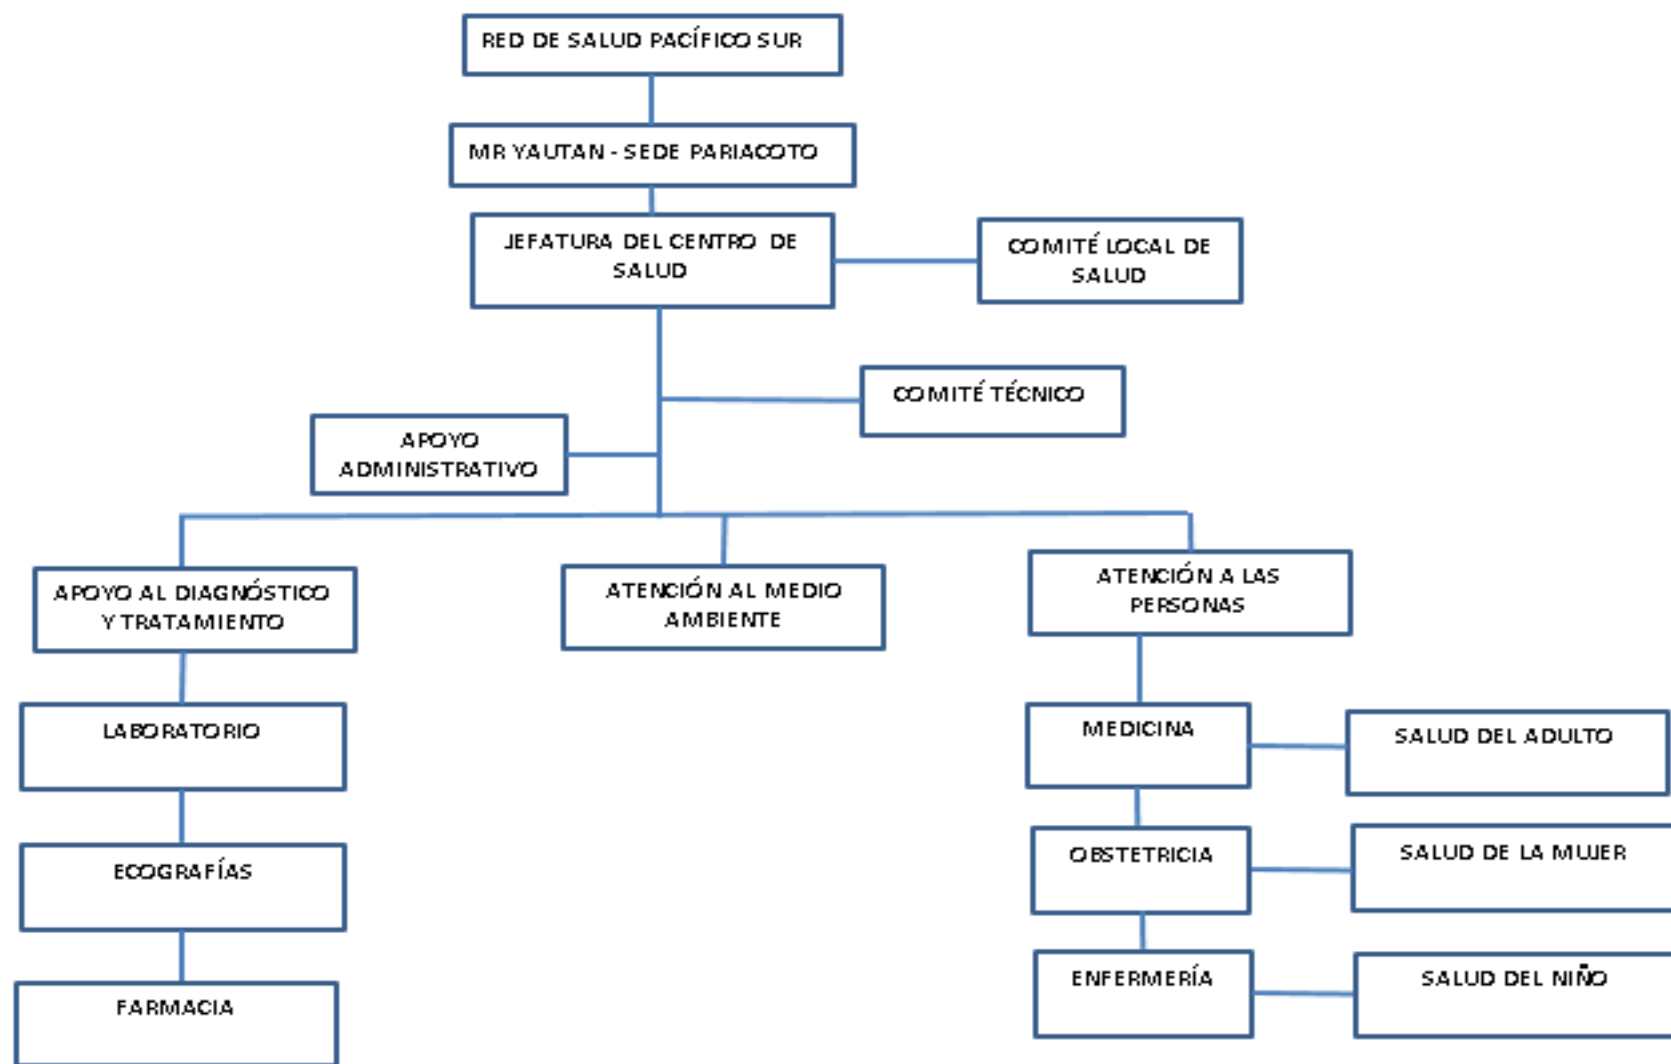 RED DE SALUD PACÍFICO SUR
MR YAUTAN - SEDE PARIACOTO
JEFATURA DEL CENTRO DE
SALUD
COMITÉ LOCAL DE
SALUD
COMITÉ TÉCNICO
APOYO
ADMINISTRATIVO
APOYO AL DIAGNÓSTICO
Y TRATAMIENTO
ATENCIÓN AL MEDIO
AMBIENTE
ATENCIÓN A LAS
PERSONAS
LABORATORIO
MEDICINA
SALUD DEL ADULTO
ECOGRAFÍAS
OBSTETRICIA
SALUD DE LA MUJER
FARMACIA
ENFERMERÍA
SALUD DEL NIÑO